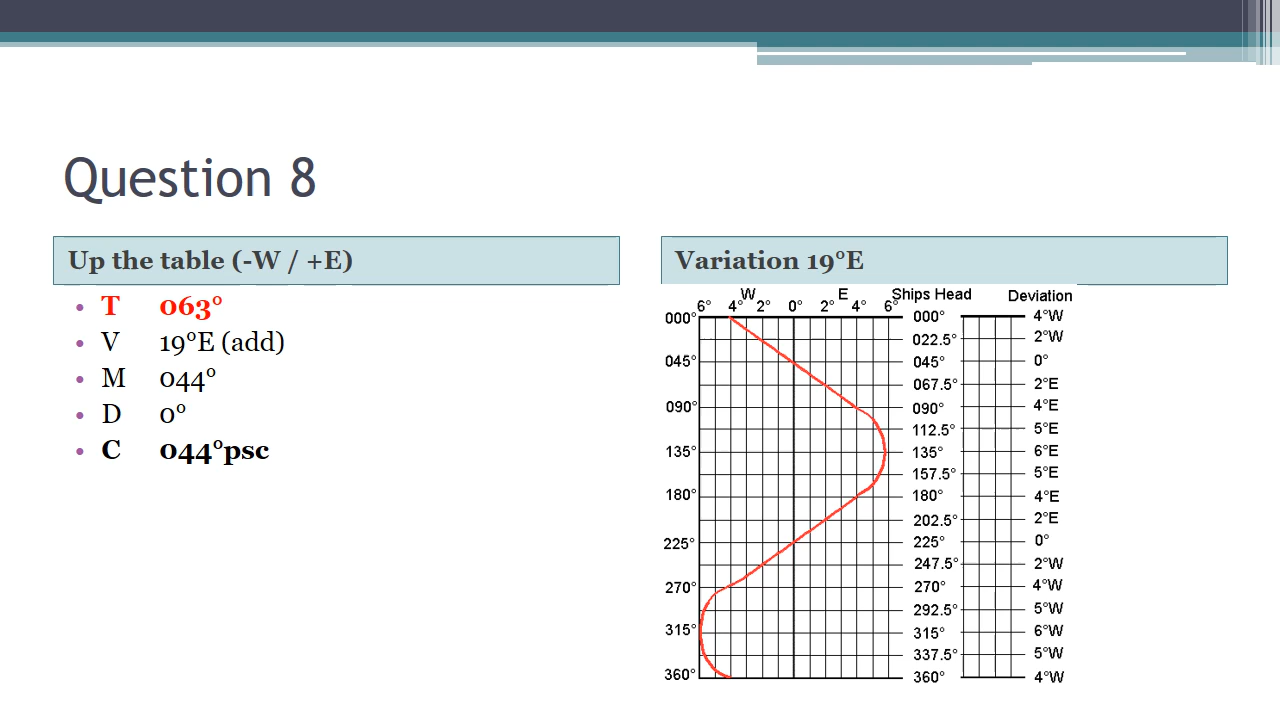 Question 8
Up the table (-W / +E)
• T 063°
• V 19°E (add)
• M 044°
• D 0°
• C 044°psc
Variation 19°E
W E Ships Head Deviation
6° 4° 2° 0° 2° 4° 6°
000° 000° 4°W
022.5° 2°W
045° 045° 0°
067.5° 2°E
090° 090° 4°E
112.5° 5°E
135° 135° 6°E
157.5° 5°E
180° 180° 4°E
202.5° 2°E
225° 225° 0°
247.5° 2°W
270° 270° 4°W
292.5° 5°W
315° 315° 6°W
337.5° 5°W
360° 360° 4°W